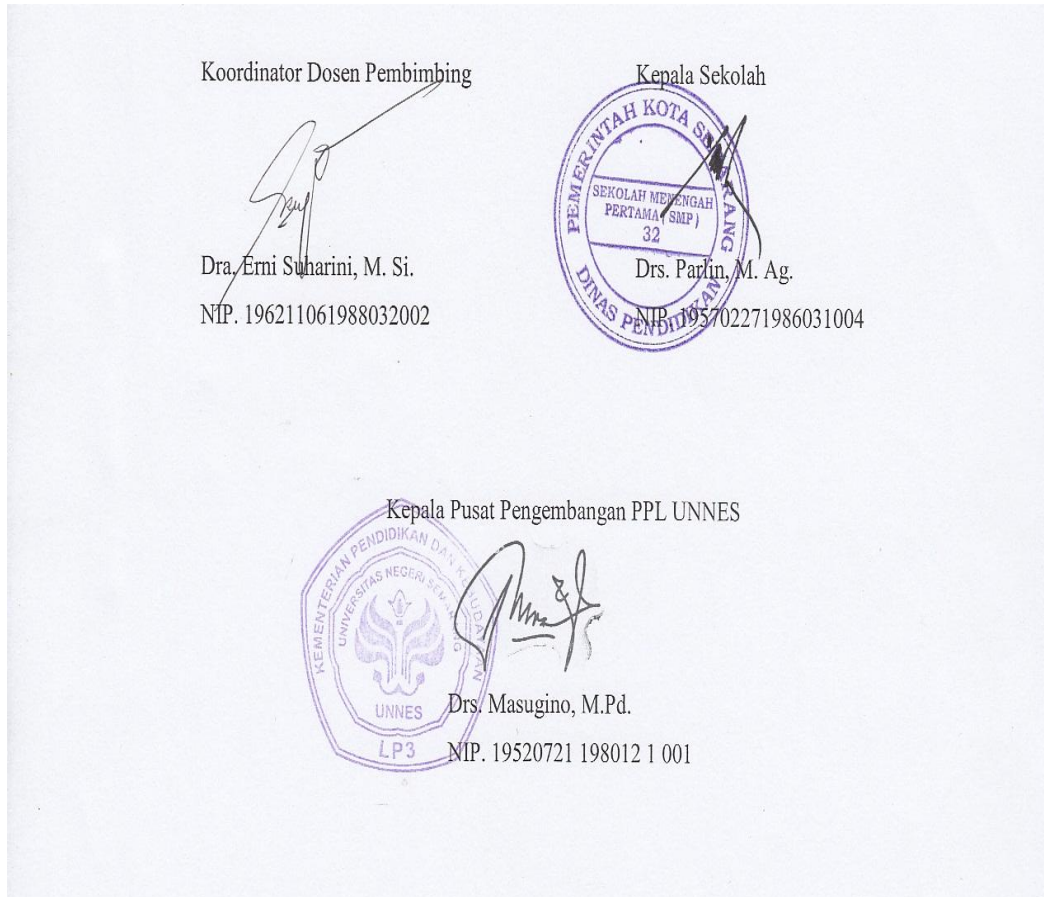 Koordinator Dosen Pembimbing
Kepala Sekolah
PEMERINTAH KOTA SEMARANG
SEKOLAH MENENGAH
PERTAMA ( SMP )
32
DINAS PENDIDIKAN
Dra. Erni Suharini, M. Si.
Drs. Parlin, M. Ag.
NIP. 196211061988032002
NIP. 195702271986031004
Kepala Pusat Pengembangan PPL UNNES
KEMENTERIAN PENDIDIKAN DAN KEBUDAYAAN
UNIVERSITAS NEGERI SEMARANG
UNNES
LP3
Drs. Masugino, M.Pd.
NIP. 19520721 198012 1 001